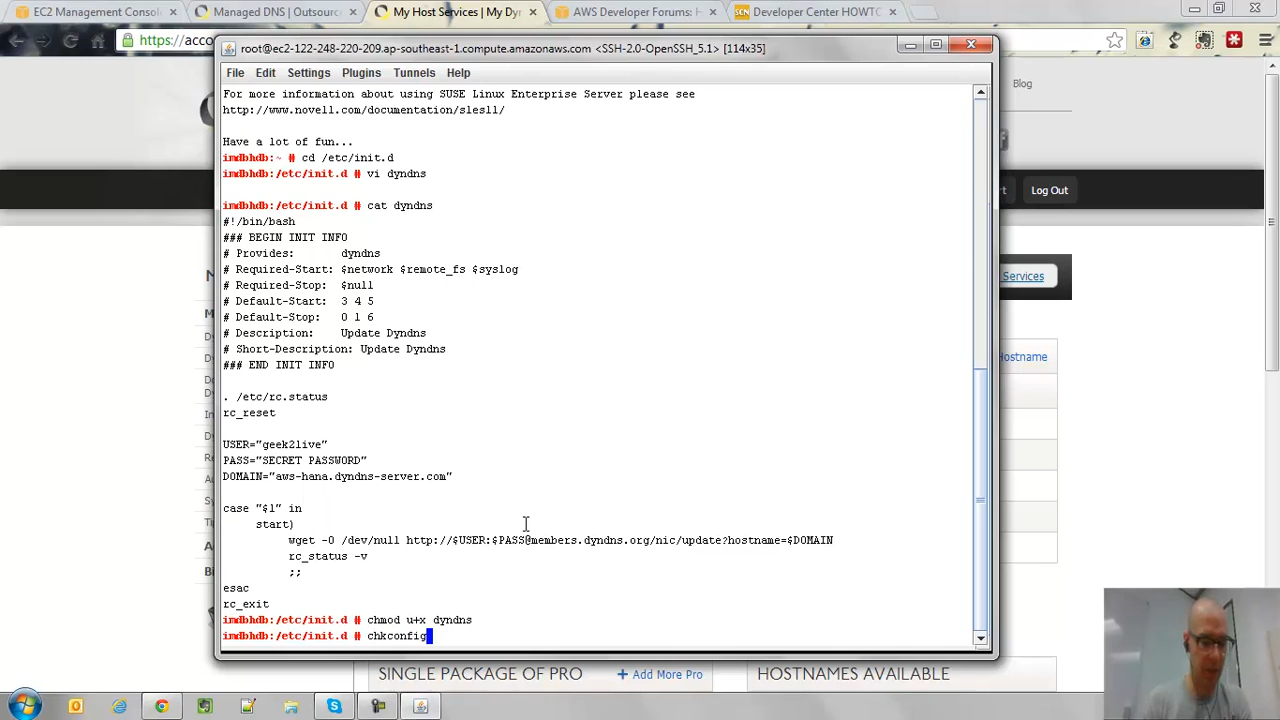 EC2 Management Conso
Managed DNS | Outsourc
My Host Services | My Dy
AWS Developer Forums: H
Developer Center HOWTO
https://acco
root@ec2-122-248-220-209.ap-southeast-1.compute.amazonaws.com <SSH-2.0-OpenSSH_5.1> [114x35]
File Edit Settings Plugins Tunnels Help
For more information about using SUSE Linux Enterprise Server please see
http://www.novell.com/documentation/sles11/
Have a lot of fun...
imdbhdb:~ # cd /etc/init.d
imdbhdb:/etc/init.d # vi dyndns
imdbhdb:/etc/init.d # cat dyndns
#!/bin/bash
### BEGIN INIT INFO
# Provides: dyndns
# Required-Start: $network $remote_fs $syslog
# Required-Stop: $null
# Default-Start: 3 4 5
# Default-Stop: 0 1 6
# Description: Update Dyndns
# Short-Description: Update Dyndns
### END INIT INFO
. /etc/rc.status
rc_reset
USER="geek2live"
PASS="SECRET PASSWORD"
DOMAIN="aws-hana.dyndns-server.com"
case "$1" in
start)
wget -O /dev/null http://$USER:$PASS@members.dyndns.org/nic/update?hostname=$DOMAIN
rc_status -v
;;
esac
rc_exit
imdbhdb:/etc/init.d # chmod u+x dyndns
imdbhdb:/etc/init.d # chkconfig
Blog
Log Out
Services
Hostname
SINGLE PACKAGE OF PRO
+ Add More Pro
HOSTNAMES AVAILABLE